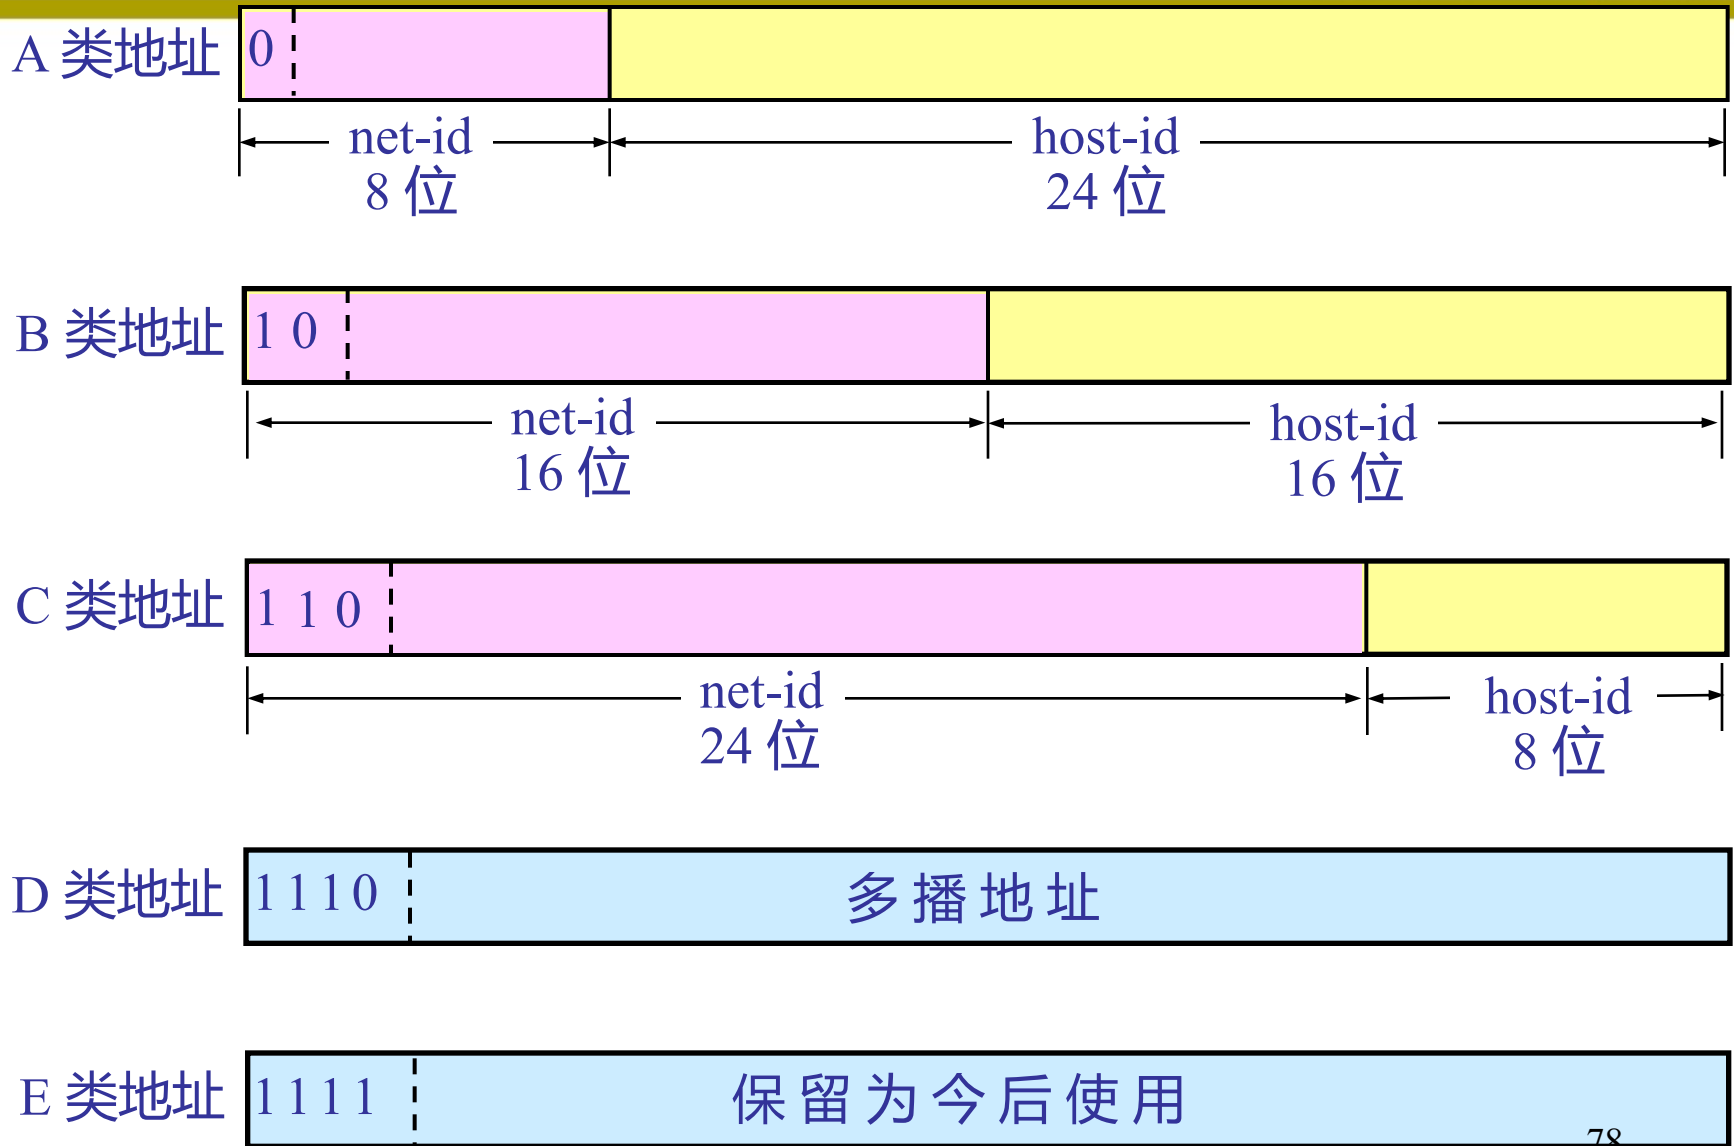 A 类地址
0
net-id
8 位
host-id
24 位
B 类地址
1 0
net-id
16 位
host-id
16 位
C 类地址
1 1 0
net-id
24 位
host-id
8 位
D 类地址
1 1 1 0
多 播 地 址
E 类地址
1 1 1 1
保 留 为 今 后 使 用
78